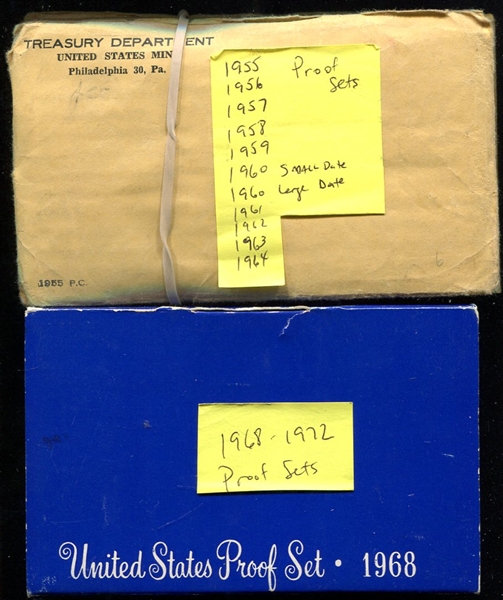 TREASURY DEPARTMENT
UNITED STATES MIN
Philadelphia 30, Pa.
1955 Proof
1956 Sets
1957
1958
1959
1960 Small Date
1960 Large Date
1961
1962
1963
1964
1955 P.C.
1968-1972
Proof Sets
United States Proof Set · 1968